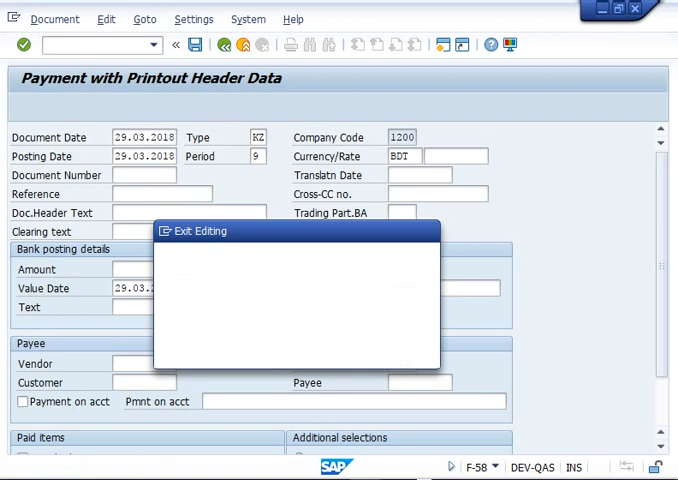 Document Edit Goto Settings System Help
Payment with Printout Header Data
Document Date 29.03.2018 Type KZ Company Code 1200
Posting Date 29.03.2018 Period 9 Currency/Rate BDT
Document Number Translatn Date
Reference Cross-CC no.
Doc.Header Text Trading Part.BA
Clearing text
Exit Editing
Bank posting details
Amount
Value Date 29.03.
Text
Payee
Vendor
Customer Payee
Payment on acct Pmnt on acct
Paid items Additional selections
SAP F-58 DEV-QAS INS